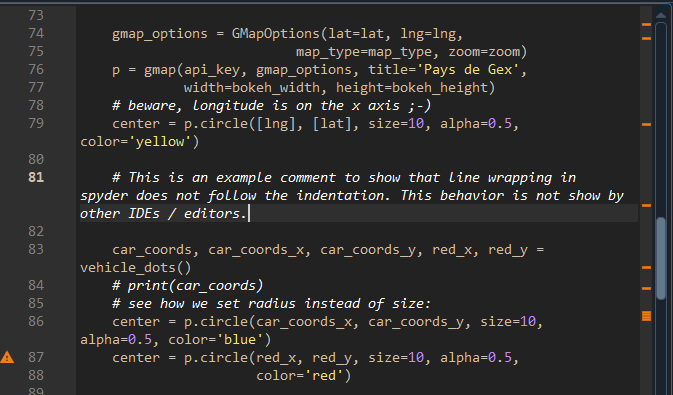 73
74 gmap_options = GMapOptions(lat=lat, lng=lng,
75 map_type=map_type, zoom=zoom)
76 p = gmap(api_key, gmap_options, title='Pays de Gex',
77 width=bokeh_width, height=bokeh_height)
78 # beware, longitude is on the x axis ;-)
79 center = p.circle([lng], [lat], size=10, alpha=0.5,
color='yellow')
80
81 # This is an example comment to show that line wrapping in
spyder does not follow the indentation. This behavior is not show by
other IDEs / editors.
82
83 car_coords, car_coords_x, car_coords_y, red_x, red_y =
vehicle_dots()
84 # print(car_coords)
85 # see how we set radius instead of size:
86 center = p.circle(car_coords_x, car_coords_y, size=10,
alpha=0.5, color='blue')
87 center = p.circle(red_x, red_y, size=10, alpha=0.5,
88 color='red')
89